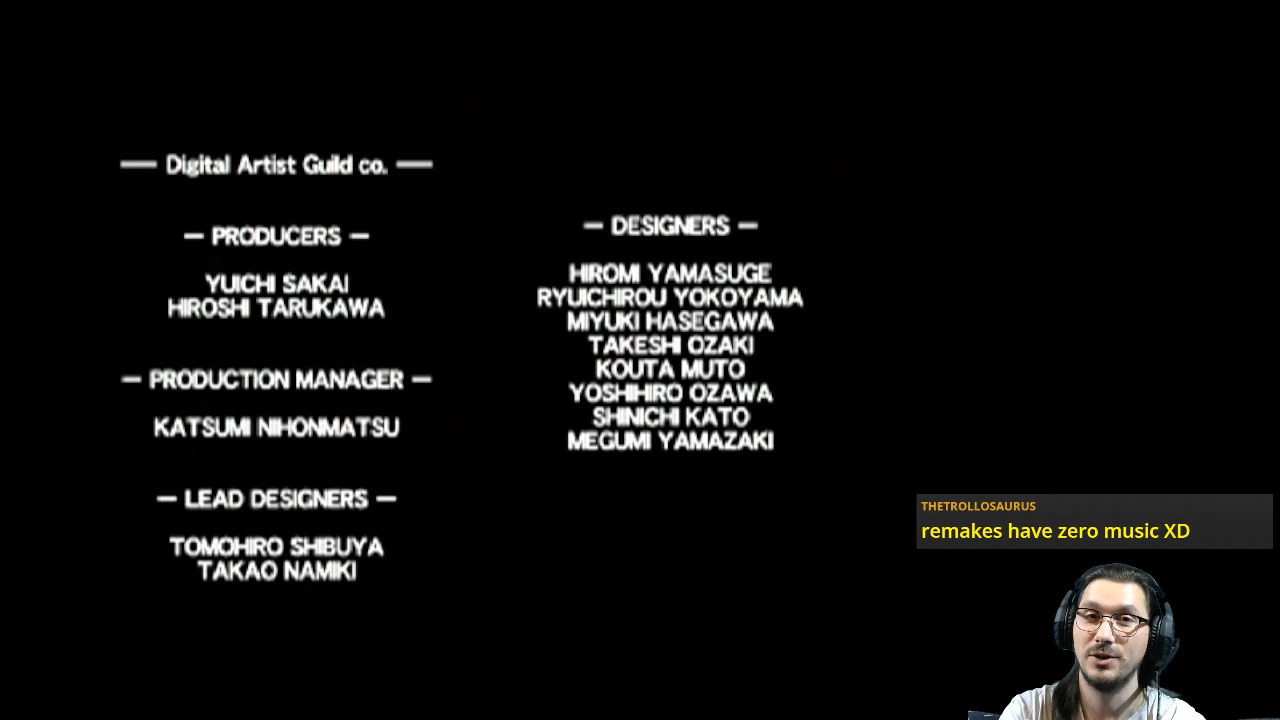 — Digital Artist Guild co. —
— PRODUCERS —
YUICHI SAKAI
HIROSHI TARUKAWA
— PRODUCTION MANAGER —
KATSUMI NIHONMATSU
— LEAD DESIGNERS —
TOMOHIRO SHIBUYA
TAKAO NAMIKI
— DESIGNERS —
HIROMI YAMASUGE
RYUICHIROU YOKOYAMA
MIYUKI HASEGAWA
TAKESHI OZAKI
KOUTA MUTO
YOSHIHIRO OZAWA
SHINICHI KATO
MEGUMI YAMAZAKI
THETROLLOSAURUS
remakes have zero music XD